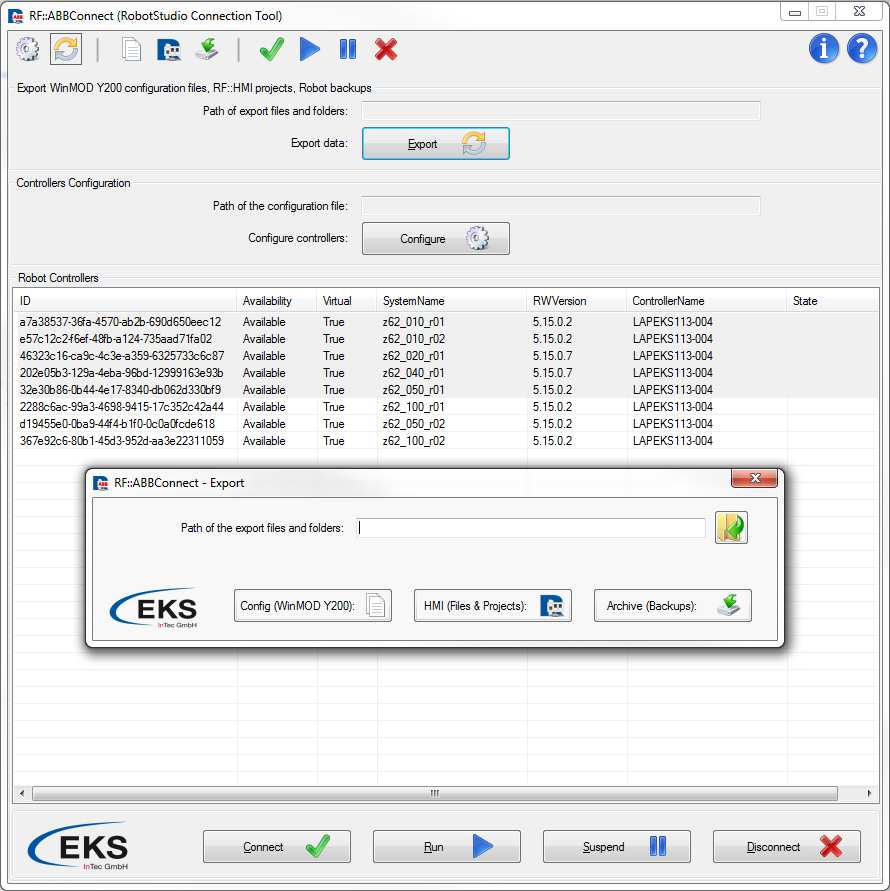 RF::ABBConnect (RobotStudio Connection Tool)
Export WinMOD Y200 configuration files, RF::HMI projects, Robot backups
Path of export files and folders:
Export data: Export
Controllers Configuration
Path of the configuration file:
Configure controllers: Configure
Robot Controllers
ID Availability Virtual SystemName RWVersion ControllerName State
a7a38537-36fa-4570-ab2b-690d650eec12 Available True z62_010_r01 5.15.0.2 LAPEKS113-004
e57c12c2-f6ef-48fb-a124-735aad71fa02 Available True z62_010_r02 5.15.0.2 LAPEKS113-004
46323c16-ca9c-4c3e-a359-6325733c6c87 Available True z62_020_r01 5.15.0.7 LAPEKS113-004
202e05b3-129a-4eba-96bd-12999163e93b Available True z62_040_r01 5.15.0.7 LAPEKS113-004
32e30b86-0b44-4e17-8340-db062d330bf9 Available True z62_050_r01 5.15.0.2 LAPEKS113-004
2288c6ac-99a3-4698-9415-17c352c42a44 Available True z62_100_r01 5.15.0.2 LAPEKS113-004
d19455e0-0ba9-44f4-b1f0-0c0a0fcde618 Available True z62_050_r02 5.15.0.2 LAPEKS113-004
367e92c6-80b1-45d3-952d-aa3e22311059 Available True z62_100_r02 5.15.0.2 LAPEKS113-004
RF::ABBConnect - Export
Path of the export files and folders:
EKS
InTec GmbH
Config (WinMOD Y200): HMI (Files & Projects): Archive (Backups):
EKS
InTec GmbH
Connect Run Suspend Disconnect